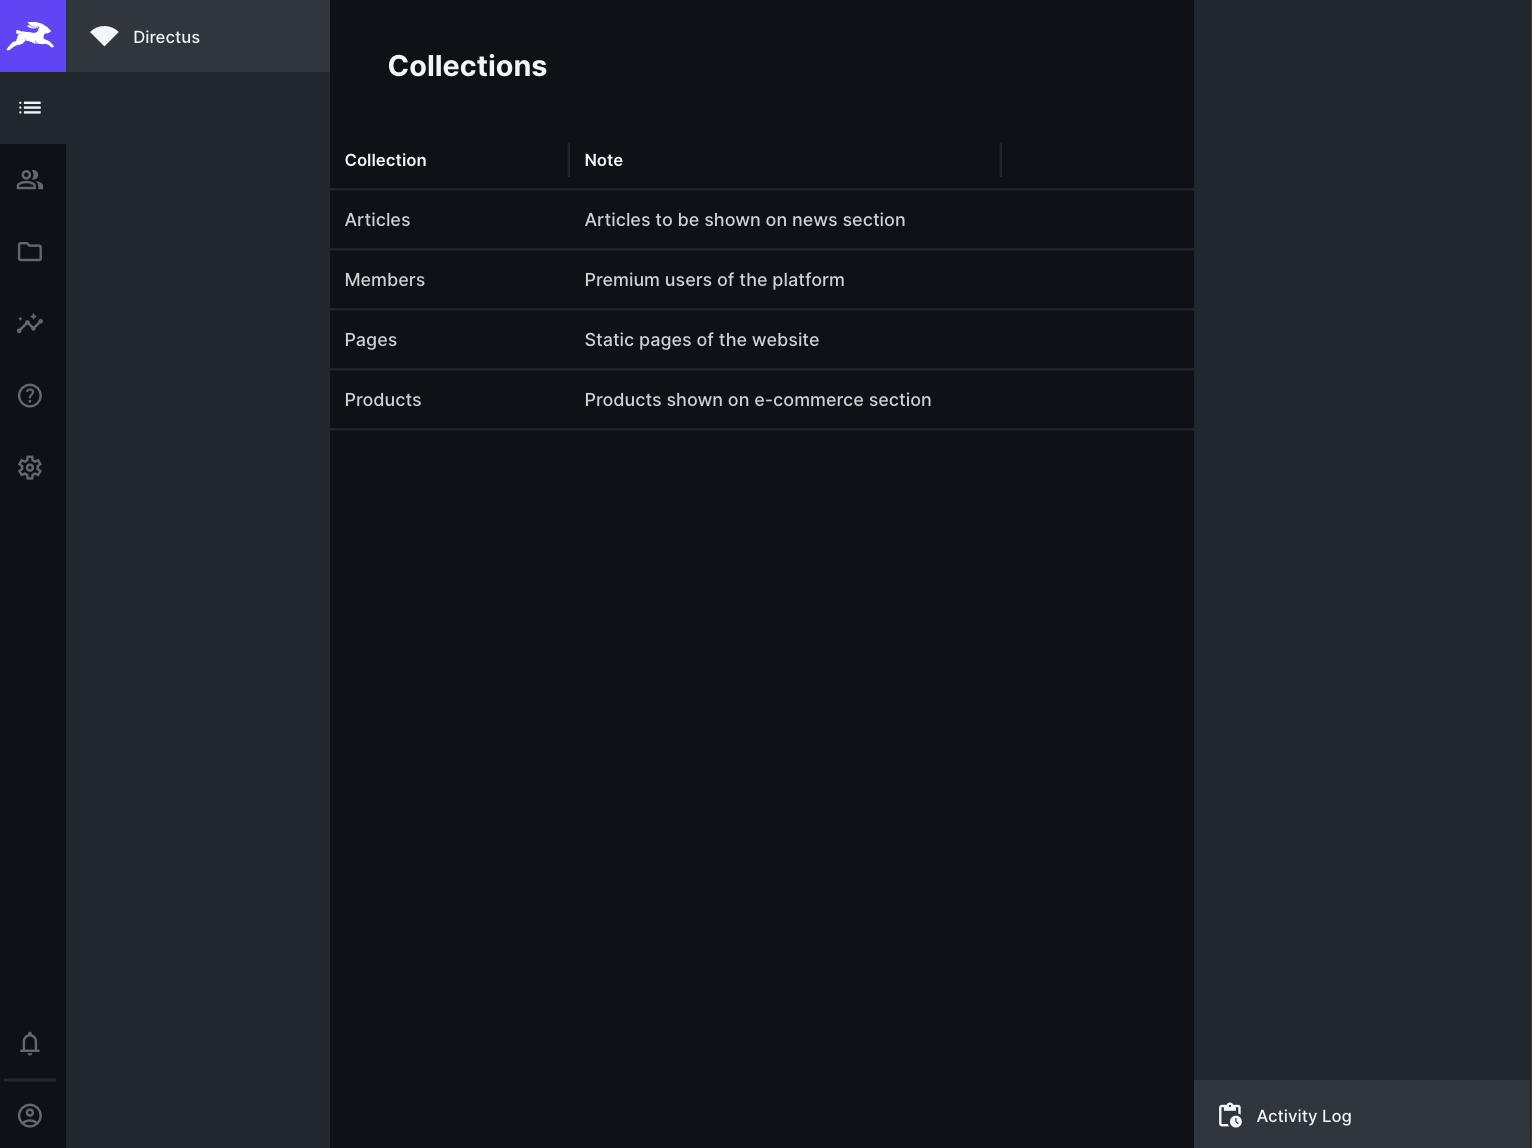 Directus
Collections
Collection Note
Articles Articles to be shown on news section
Members Premium users of the platform
Pages Static pages of the website
Products Products shown on e-commerce section
Activity Log